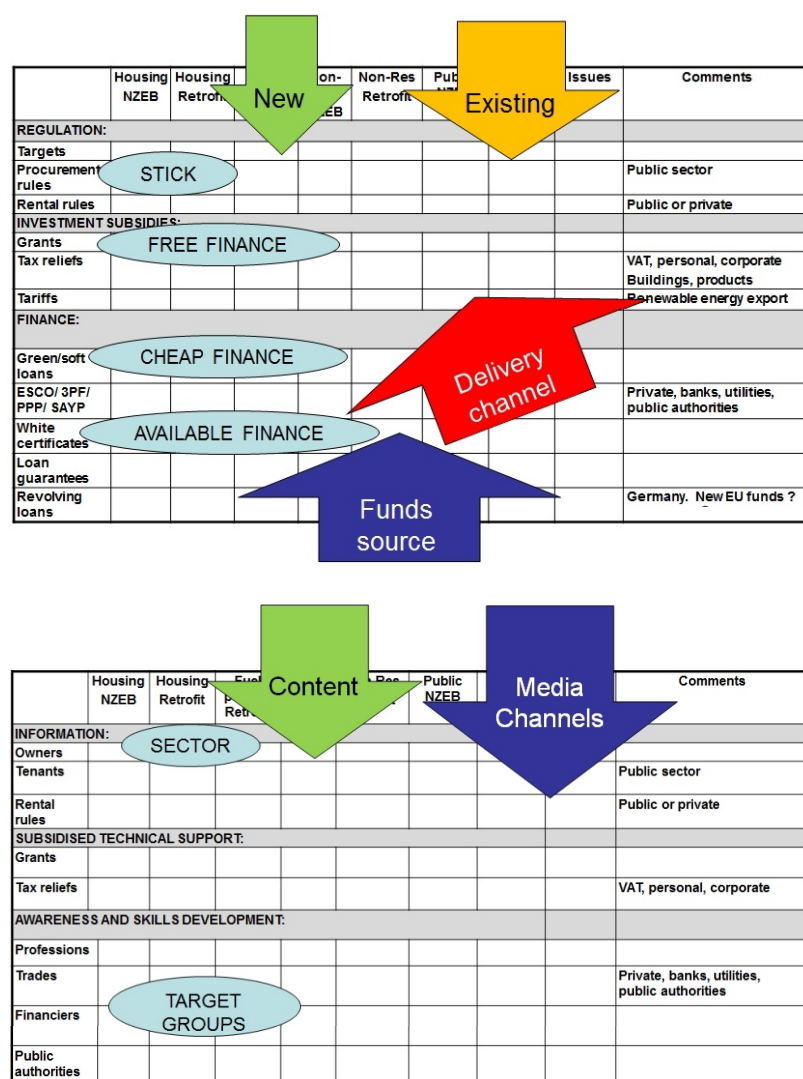 Housing NZEB
Housing Retrofit
Non-Res Retrofit
Issues
Comments
New
Existing
REGULATION:
Targets
Procurement rules
STICK
Public sector
Rental rules
Public or private
INVESTMENT SUBSIDIES:
Grants
FREE FINANCE
Tax reliefs
VAT, personal, corporate
Buildings, products
Tariffs
Renewable energy export
FINANCE:
Green/soft loans
CHEAP FINANCE
Delivery channel
ESCO/ 3PF/ PPP/ SAYP
Private, banks, utilities, public authorities
White certificates
AVAILABLE FINANCE
Loan guarantees
Revolving loans
Germany. New EU funds ?
Funds source
Housing NZEB
Housing Retrofit
Public NZEB
Comments
Content
Media Channels
INFORMATION:
SECTOR
Owners
Tenants
Public sector
Rental rules
Public or private
SUBSIDISED TECHNICAL SUPPORT:
Grants
Tax reliefs
VAT, personal, corporate
AWARENESS AND SKILLS DEVELOPMENT:
Professions
Trades
Private, banks, utilities, public authorities
TARGET GROUPS
Financiers
Public authorities